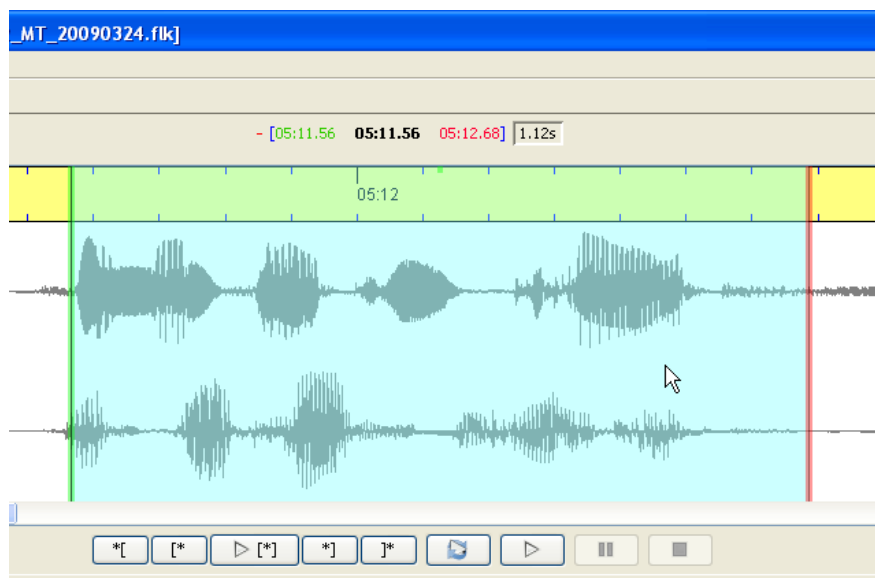 _MT_20090324.flk]
- [05:11.56 05:11.56 05:12.68] 1.12s
05:12
*[ [* ▷ [*] *] ]*